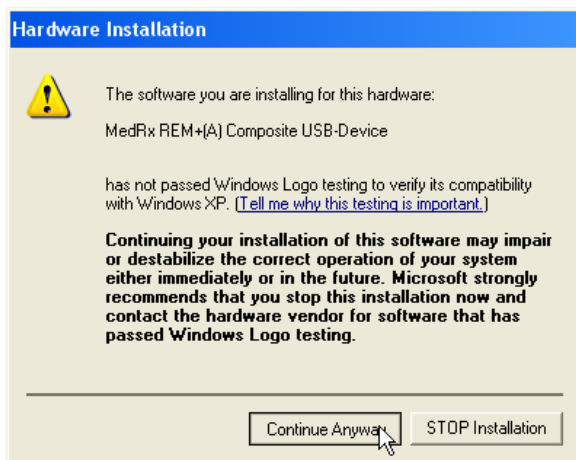 Hardware Installation
The software you are installing for this hardware:
MedRx REM+(A) Composite USB-Device
has not passed Windows Logo testing to verify its compatibility
with Windows XP. (Tell me why this testing is important.)
Continuing your installation of this software may impair
or destabilize the correct operation of your system
either immediately or in the future. Microsoft strongly
recommends that you stop this installation now and
contact the hardware vendor for software that has
passed Windows Logo testing.
Continue Anyway
STOP Installation